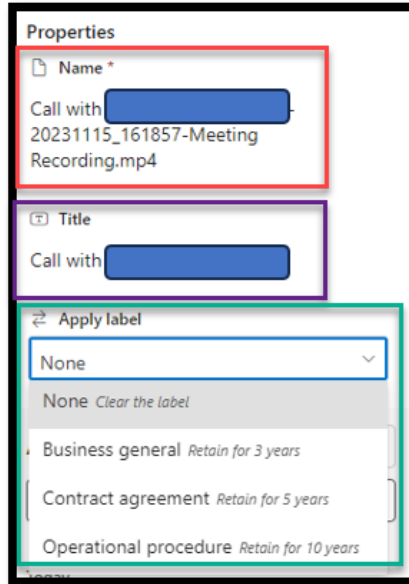 Properties
Name *
Call with -
20231115_161857-Meeting
Recording.mp4
Title
Call with
Apply label
None
None Clear the label
Business general Retain for 3 years
Contract agreement Retain for 5 years
Operational procedure Retain for 10 years